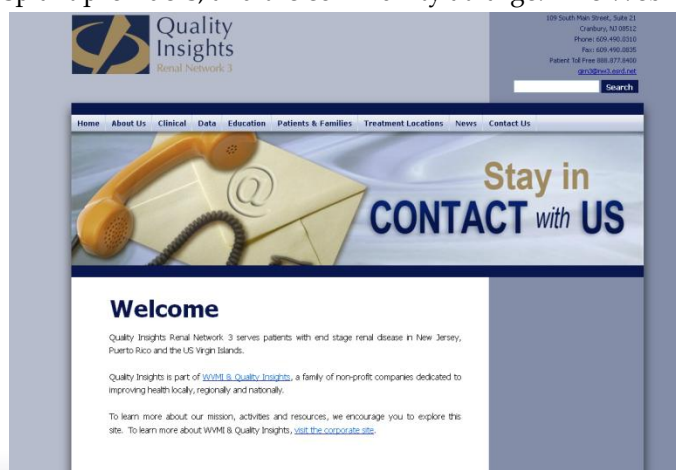 Quality
Insights
Renal Network 3
109 South Main Street, Suite 21
Cranbury, NJ 08512
Phone: 609.490.0310
Fax: 609.490.0835
Patient Toll Free 888.877.8400
Search
Home About Us Clinical Data Education Patients & Families Treatment Locations News Contact Us
@
Stay in
CONTACT with US
Welcome
Quality Insights Renal Network 3 serves patients with end stage renal disease in New Jersey,
Puerto Rico and the US Virgin Islands.
Quality Insights is part of WVMI & Quality Insights, a family of non-profit companies dedicated to
improving health locally, regionally and nationally.
To learn more about our mission, activities and resources, we encourage you to explore this
site. To learn more about WVMI & Quality Insights, visit the corporate site.